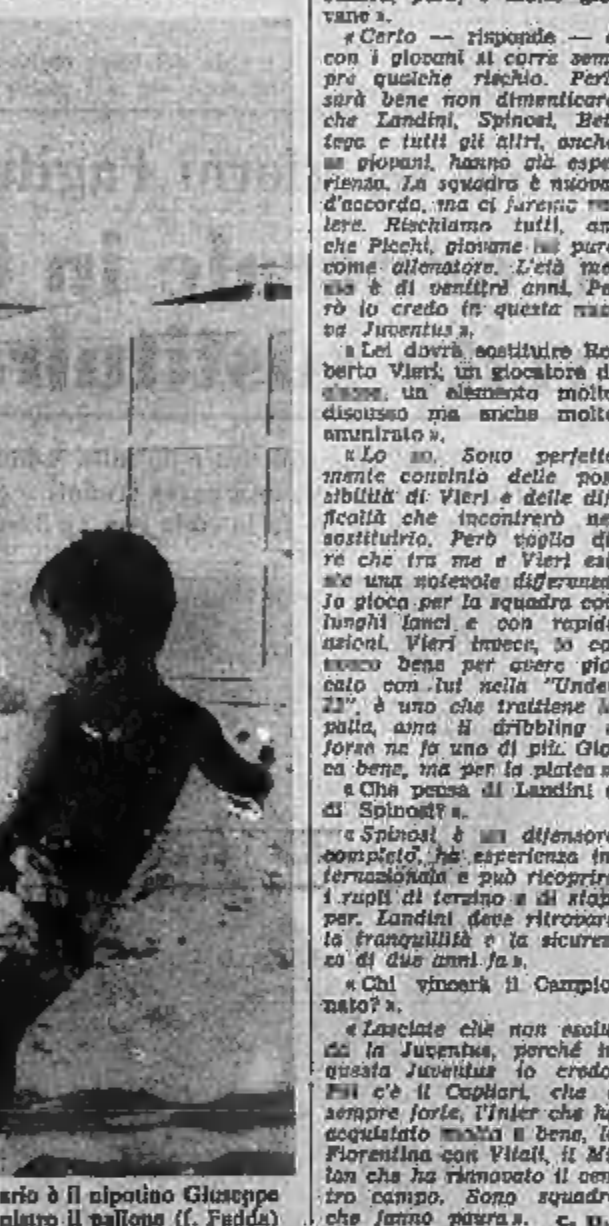 vane ».
« Certo — risponde —
con i giovani si corre sem
pre qualche rischio. Perì
sarà bene non dimenticare
che Landini, Spinosi, Bet
tega e tutti gli altri, anche
se giovani, hanno già espe
rienza. La squadra è nuova
d'accordo, ma ci faremo va
lere. Rischiamo tutti, an
che Picchi, giovane lui pure
come allenatore. L'età me
dia è di ventitré anni. Pe
rò io credo in questa nuo
va Juventus ».
« Lei dovrà sostituire Ro
berto Vieri, un giocatore di
classe, un elemento molto
discusso ma anche molto
ammirato ».
« Lo so. Sono perfetta
mente convinto delle pos
sibilità di Vieri e delle dif
ficoltà che incontrerò nel
sostituirlo. Però voglio di
re che tra me e Vieri esi
ste una notevole differenza
Io gioco per la squadra con
lunghi lanci e con rapide
azioni. Vieri invece, lo co
nosco bene per avere gio
cato con lui nella "Under
23", è uno che trattiene la
palla, ama il dribbling e
forse ne fa uno di più. Gio
ca bene, ma per la platea »
« Che pensa di Landini e
di Spinosi? ».
« Spinosi è un difensore
completo, ha esperienza in
ternazionale e può ricoprire
i ruoli di terzino e di stop
per. Landini deve ritrovare
la tranquillità e la sicurez
za di due anni fa ».
« Chi vincerà il Campio
nato? ».
« Lasciate che non esclu
da la Juventus, perché in
questa Juventus io credo.
Poi c'è il Cagliari, che è
sempre forte, l'Inter che ha
acquistato molto e bene, la
Fiorentina con Vitali, il Mi
lan che ha rinnovato il cen
tro campo. Sono squadre
che fanno paura ».
ario è il nipotino Giuseppe
il pallone (f. Fedda)